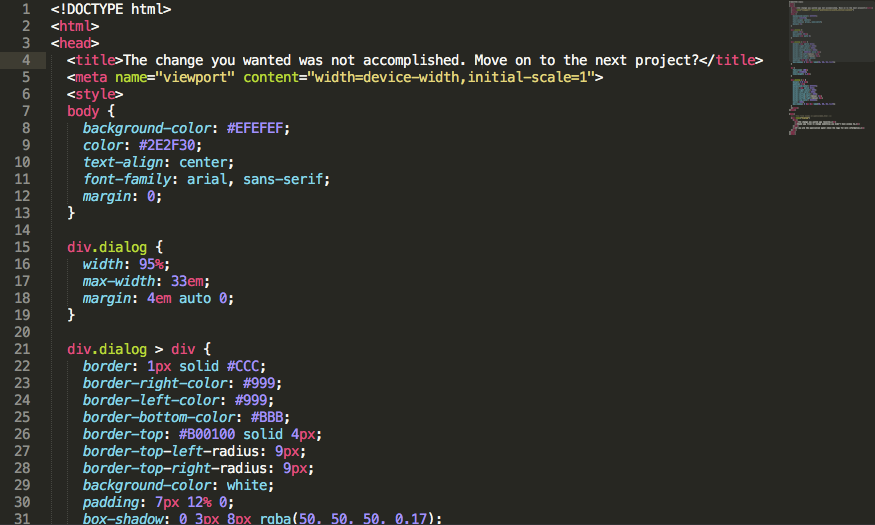 1 <!DOCTYPE html>
2 <html>
3 <head>
4 <title>The change you wanted was not accomplished. Move on to the next project?</title>
5 <meta name="viewport" content="width=device-width,initial-scale=1">
6 <style>
7 body {
8 background-color: #EFEFEF;
9 color: #2E2F30;
10 text-align: center;
11 font-family: arial, sans-serif;
12 margin: 0;
13 }
14
15 div.dialog {
16 width: 95%;
17 max-width: 33em;
18 margin: 4em auto 0;
19 }
20
21 div.dialog > div {
22 border: 1px solid #CCC;
23 border-right-color: #999;
24 border-left-color: #999;
25 border-bottom-color: #BBB;
26 border-top: #B00100 solid 4px;
27 border-top-left-radius: 9px;
28 border-top-right-radius: 9px;
29 background-color: white;
30 padding: 7px 12% 0;
31 box-shadow: 0 3px 8px rgba(50, 50, 50, 0.17);